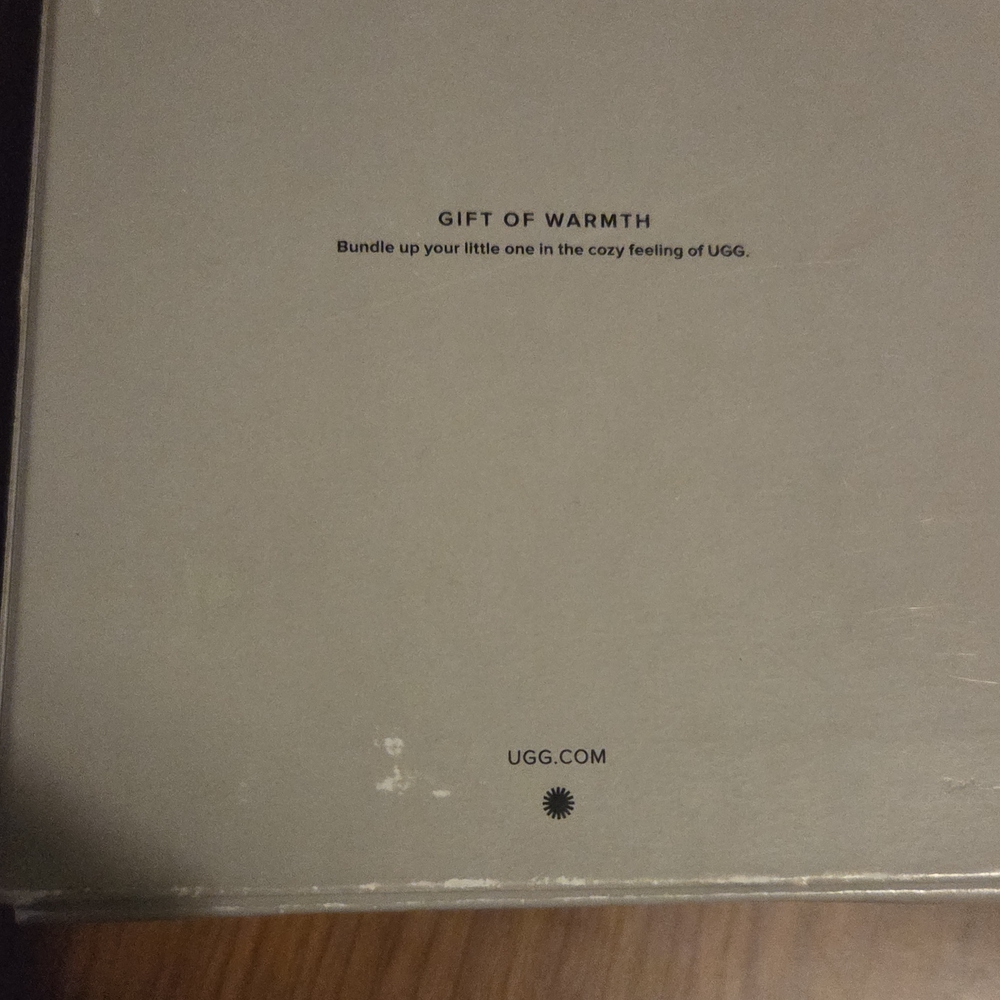 GIFT OF WARMTH
Bundle up your little one in the cozy feeling of UGG.
UGG.COM